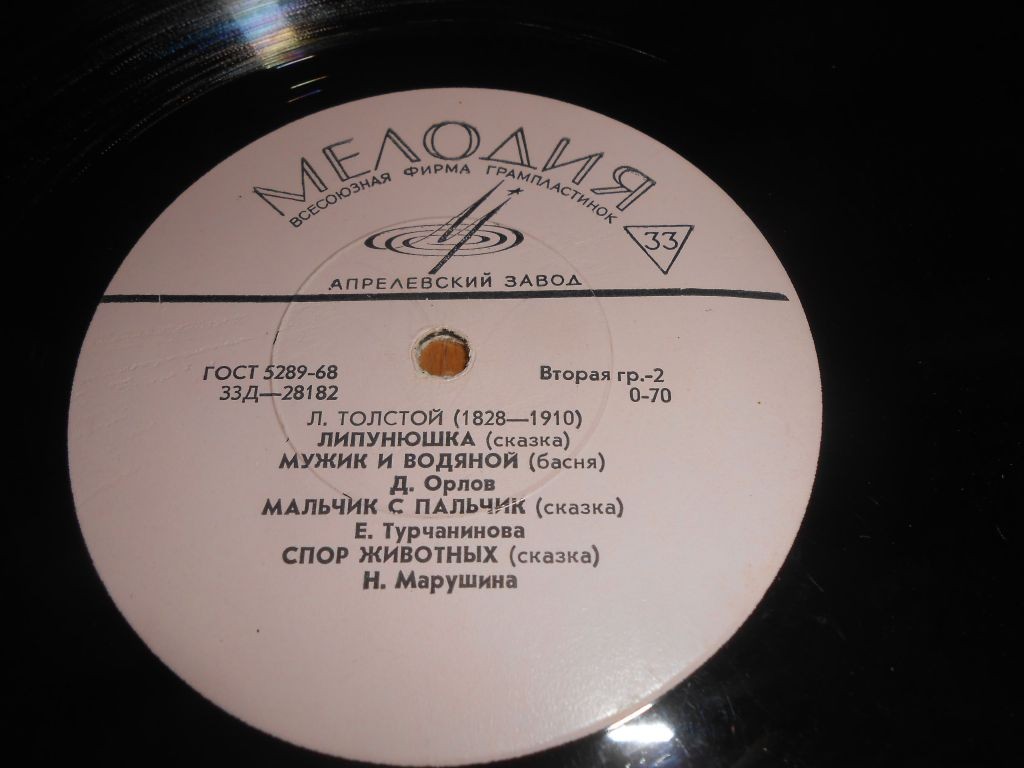 МЕЛОДИЯ
ВСЕСОЮЗНАЯ ФИРМА ГРАМПЛАСТИНОК
33
АПРЕЛЕВСКИЙ ЗАВОД
ГОСТ 5289-68 Вторая гр.-2
33Д—28182 0-70
Л. ТОЛСТОЙ (1828—1910)
ЛИПУНЮШКА (сказка)
МУЖИК И ВОДЯНОЙ (басня)
Д. Орлов
МАЛЬЧИК С ПАЛЬЧИК (сказка)
Е. Турчанинова
СПОР ЖИВОТНЫХ (сказка)
Н. Марушина